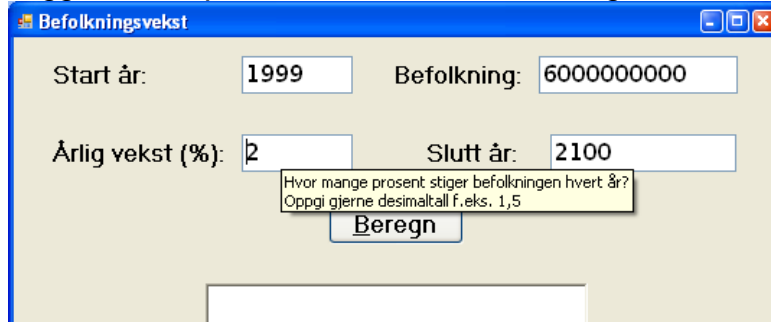 Befolkningsvekst
Start år: 1999 Befolkning: 6000000000
Årlig vekst (%): 2 Slutt år: 2100
Hvor mange prosent stiger befolkningen hvert år?
Oppgi gjerne desimaltall f.eks. 1,5
Beregn